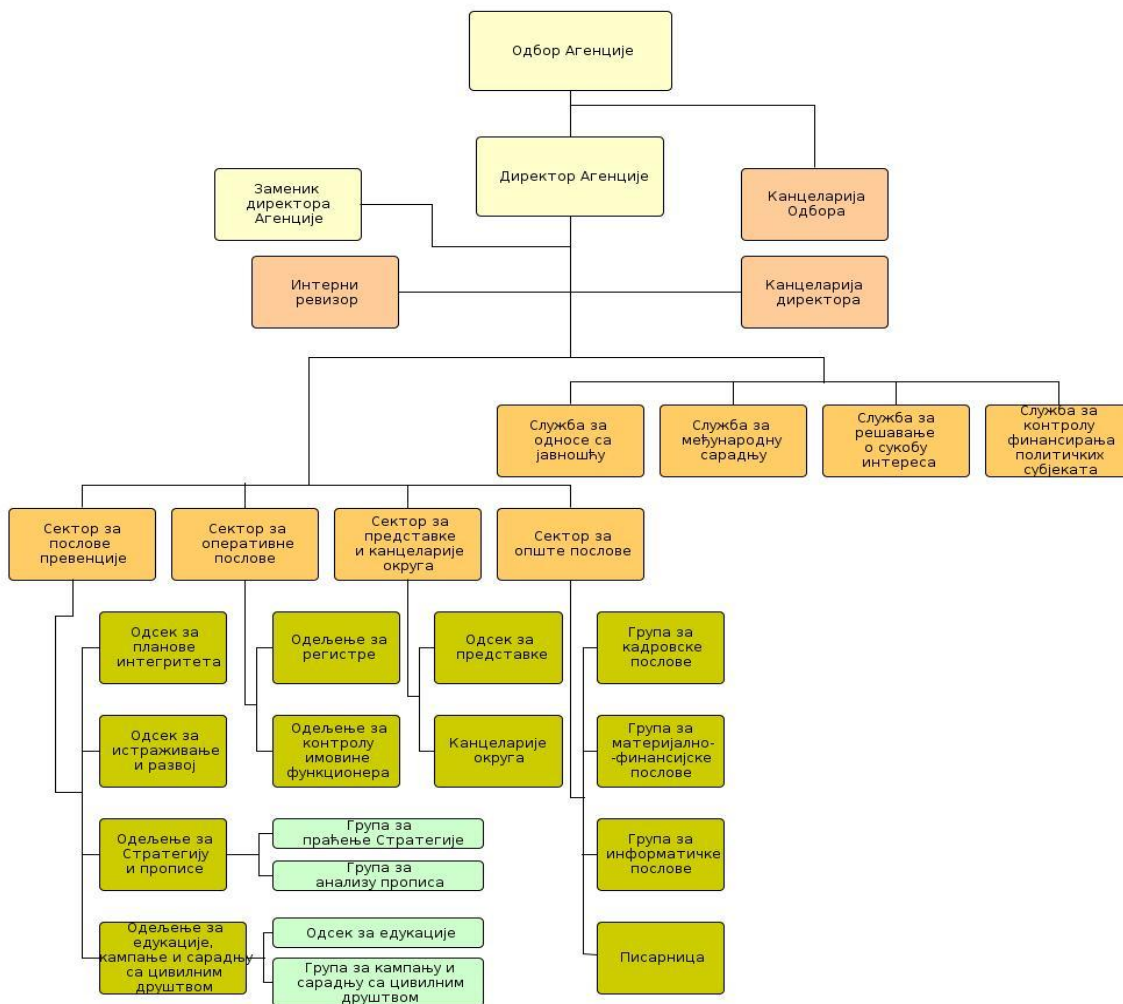 Одбор Агенције
Директор Агенције
Заменик
директора
Агенције
Канцеларија
Одбора
Интерни
ревизор
Канцеларија
директора
Служба за
односе са
јавношћу
Служба за
међународну
сарадњу
Служба за
решавање
о сукобу
интереса
Служба за
контролу
финансирања
политичких
субјеката
Сектор за
послове
превенције
Сектор за
оперативне
послове
Сектор за
представке
и канцеларије
округа
Сектор за
опште послове
Одсек за
планове
интегритета
Одељење за
регистре
Одсек за
представке
Група за
кадровске
послове
Одсек за
истраживање
и развој
Одељење за
контролу
имовине
функционера
Канцеларије
округа
Група за
материјално-
-финансијске
послове
Одељење за
Стратегију
и прописе
Група за
праћење Стратегије
Група за
анализу прописа
Група за
информатичке
послове
Одељење за
едукације,
кампање и сарадњу
са цивилним
друштвом
Одсек за едукације
Група за кампању и
сарадњу са цивилним
друштвом
Писарница